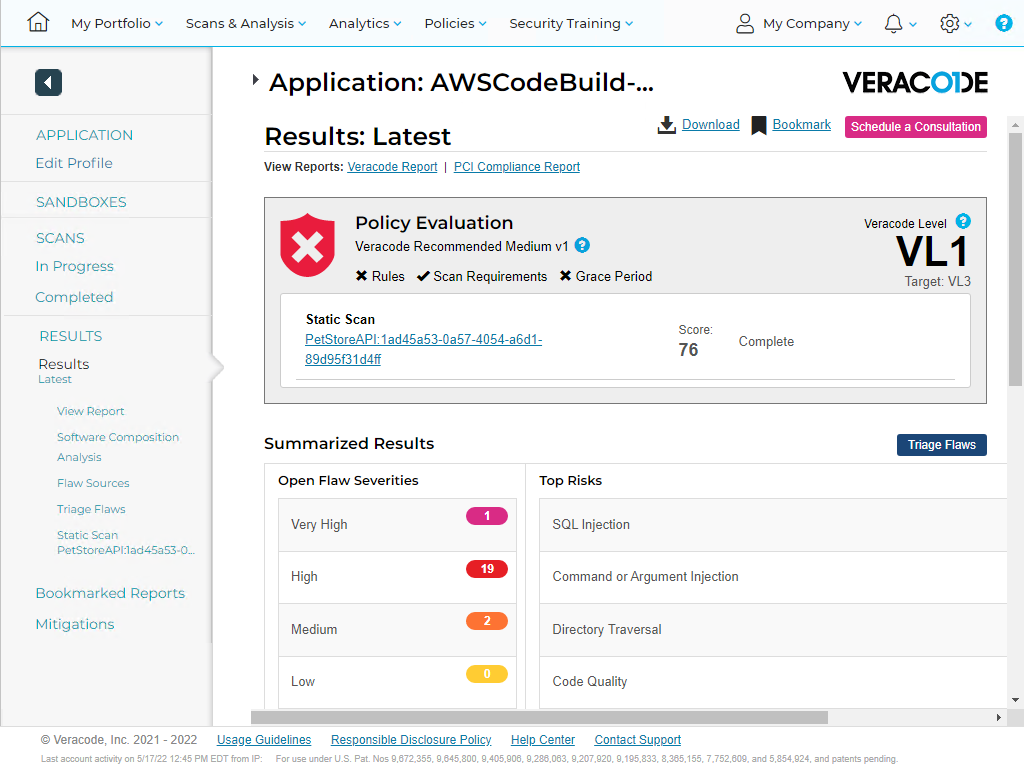 My Portfolio Scans & Analysis Analytics Policies Security Training My Company ?
Application: AWSCodeBuild-...
VERACODE
Results: Latest
Download Bookmark Schedule a Consultation
View Reports: Veracode Report | PCI Compliance Report
APPLICATION
Edit Profile
SANDBOXES
SCANS
In Progress
Completed
RESULTS
Results
Latest
View Report
Software Composition
Analysis
Flaw Sources
Triage Flaws
Static Scan
PetStoreAPI:1ad45a53-0...
Bookmarked Reports
Mitigations
Policy Evaluation
Veracode Recommended Medium v1 ?
Rules Scan Requirements Grace Period
Veracode Level ?
VL1
Target: VL3
Static Scan
PetStoreAPI:1ad45a53-0a57-4054-a6d1-
89d95f31d4ff
Score:
76
Complete
Summarized Results
Triage Flaws
Open Flaw Severities
Very High 1
High 19
Medium 2
Low 0
Top Risks
SQL Injection
Command or Argument Injection
Directory Traversal
Code Quality
© Veracode, Inc. 2021 - 2022 Usage Guidelines Responsible Disclosure Policy Help Center Contact Support
Last account activity on 5/17/22 12:45 PM EDT from IP: For use under U.S. Pat. Nos 9,672,355, 9,645,800, 9,405,906, 9,286,063, 9,207,920, 9,195,833, 8,365,155, 7,752,609, and 5,854,924, and patents pending.